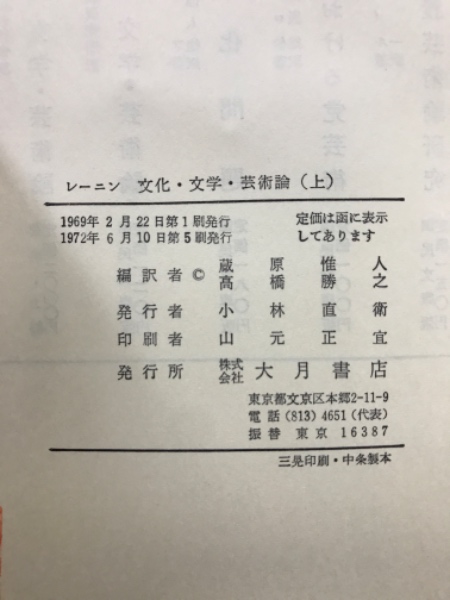 レーニン 文化・文学・芸術論(上)
1969年 2月22日第1刷発行
1972年 6月10日第5刷発行
定価は函に表示
してあります
編訳者 © 蔵原惟人
高橋勝之
発行者 小林直衛
印刷者 山元正宜
発行所 株式会社 大月書店
東京都文京区本郷2-11-9
電話(813)4651(代表)
振替 東京 16387
三晃印刷・中条製本